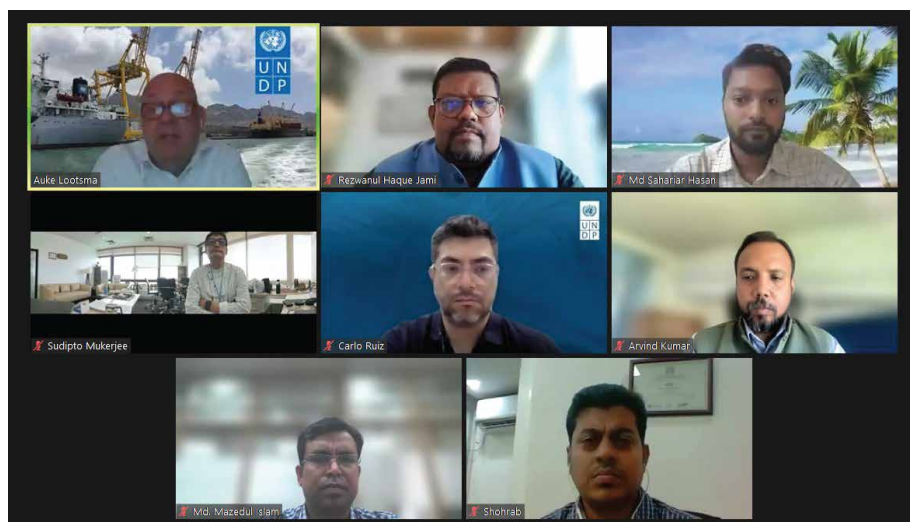 UN
DP
Auke Lootsma
Rezwanul Haque Jami
Md Sahariar Hasan
Sudipto Mukerjee
UN
DP
Carlo Ruiz
Arvind Kumar
Md. Mazedul Islam
Shohrab